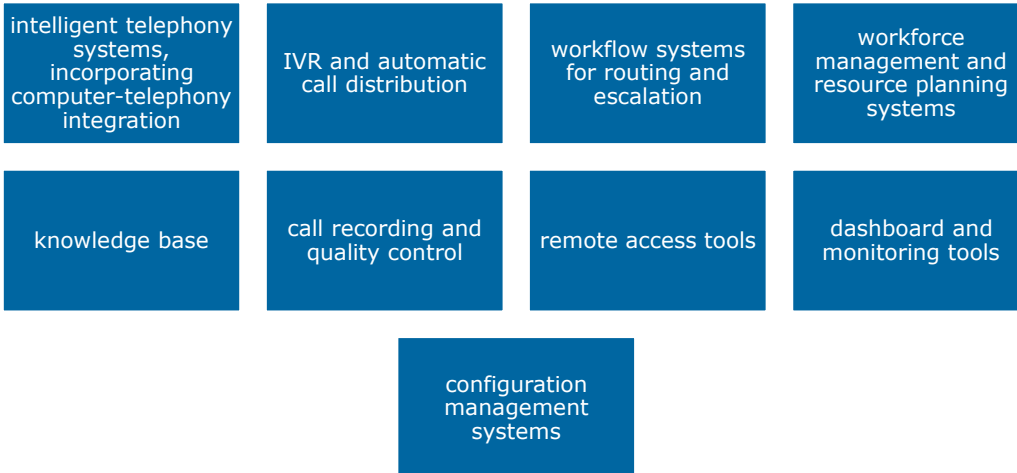 intelligent telephony
systems,
incorporating
computer-telephony
integration
IVR and automatic
call distribution
workflow systems
for routing and
escalation
workforce
management and
resource planning
systems
knowledge base
call recording and
quality control
remote access tools
dashboard and
monitoring tools
configuration
management
systems